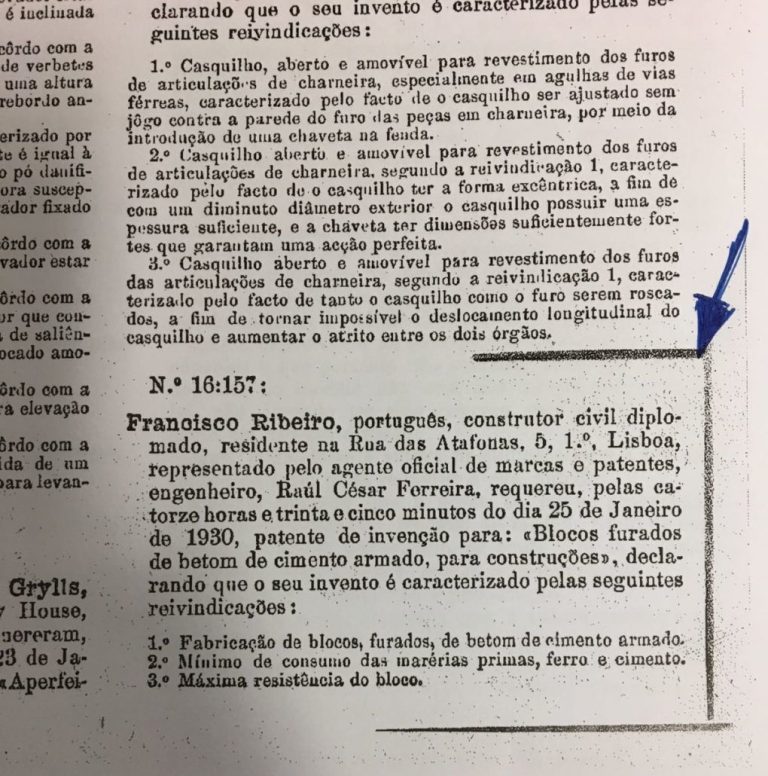 é inclinada
côrdo com a
de verbetes
uma altura
rebordo an-
erizado por
te é igual à
o pó danifi-
ora suscep-
ador fixado
ôrdo com a
vador estar
ôrdo com a
or que con-
a de saliên-
ocado amo-
ôrdo com a
ra elevação
ôrdo com a
ida de um
para levan-
Grylls,
House,
uereram,
23 de Ja-
«Aperfei-
clarando que o seu invento é caracterizado pelas se-
guintes reivindicações:
1.º Casquilho, aberto e amovível para revestimento dos furos
de articulações de charneira, especialmente em agulhas de vias
férreas, caracterizado pelo facto de o casquilho ser ajustado sem
jôgo contra a parede do furo das peças em charneira, por meio da
introdução de uma chaveta na fenda.
2.º Casquilho aberto e amovível para revestimento dos furos
de articulações de charneira, segundo a reivindicação 1, caracte-
rizado pelo facto de o casquilho ter a forma excêntrica, a fim de
com um diminuto diâmetro exterior o casquilho possuir uma es-
pessura suficiente, e a chaveta ter dimensões suficientemente for-
tes que garantam uma acção perfeita.
3.º Casquilho aberto e amovível para revestimento dos furos
das articulações de charneira, segundo a reivindicação 1, carac-
terizado pelo facto de tanto o casquilho como o furo serem rosca-
dos, a fim de tornar impossível o deslocamento longitudinal do
casquilho e aumentar o atrito entre os dois órgãos.
N.º 16:157:
Francisco Ribeiro, português, construtor civil diplo-
mado, residente na Rua das Atafonas, 5, 1.º, Lisboa,
representado pelo agente oficial de marcas e patentes,
engenheiro, Raúl César Ferreira, requereu, pelas ca-
torze horas e trinta e cinco minutos do dia 25 de Janeiro
de 1930, patente de invenção para: «Blocos furados
de betom de cimento armado, para construções», decla-
rando que o seu invento é caracterizado pelas seguintes
reivindicações:
1.º Fabricação de blocos, furados, de betom de cimento armado.
2.º Mínimo de consumo das marérias primas, ferro e cimento.
3.º Máxima resistência do bloco.